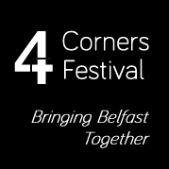 4 Corners
Festival
Bringing Belfast
Together